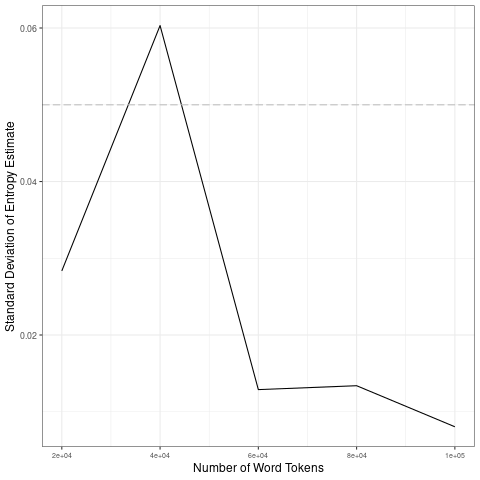 0.06
0.04
0.02
Standard Deviation of Entropy Estimate
2e+04 4e+04 6e+04 8e+04 1e+05
Number of Word Tokens